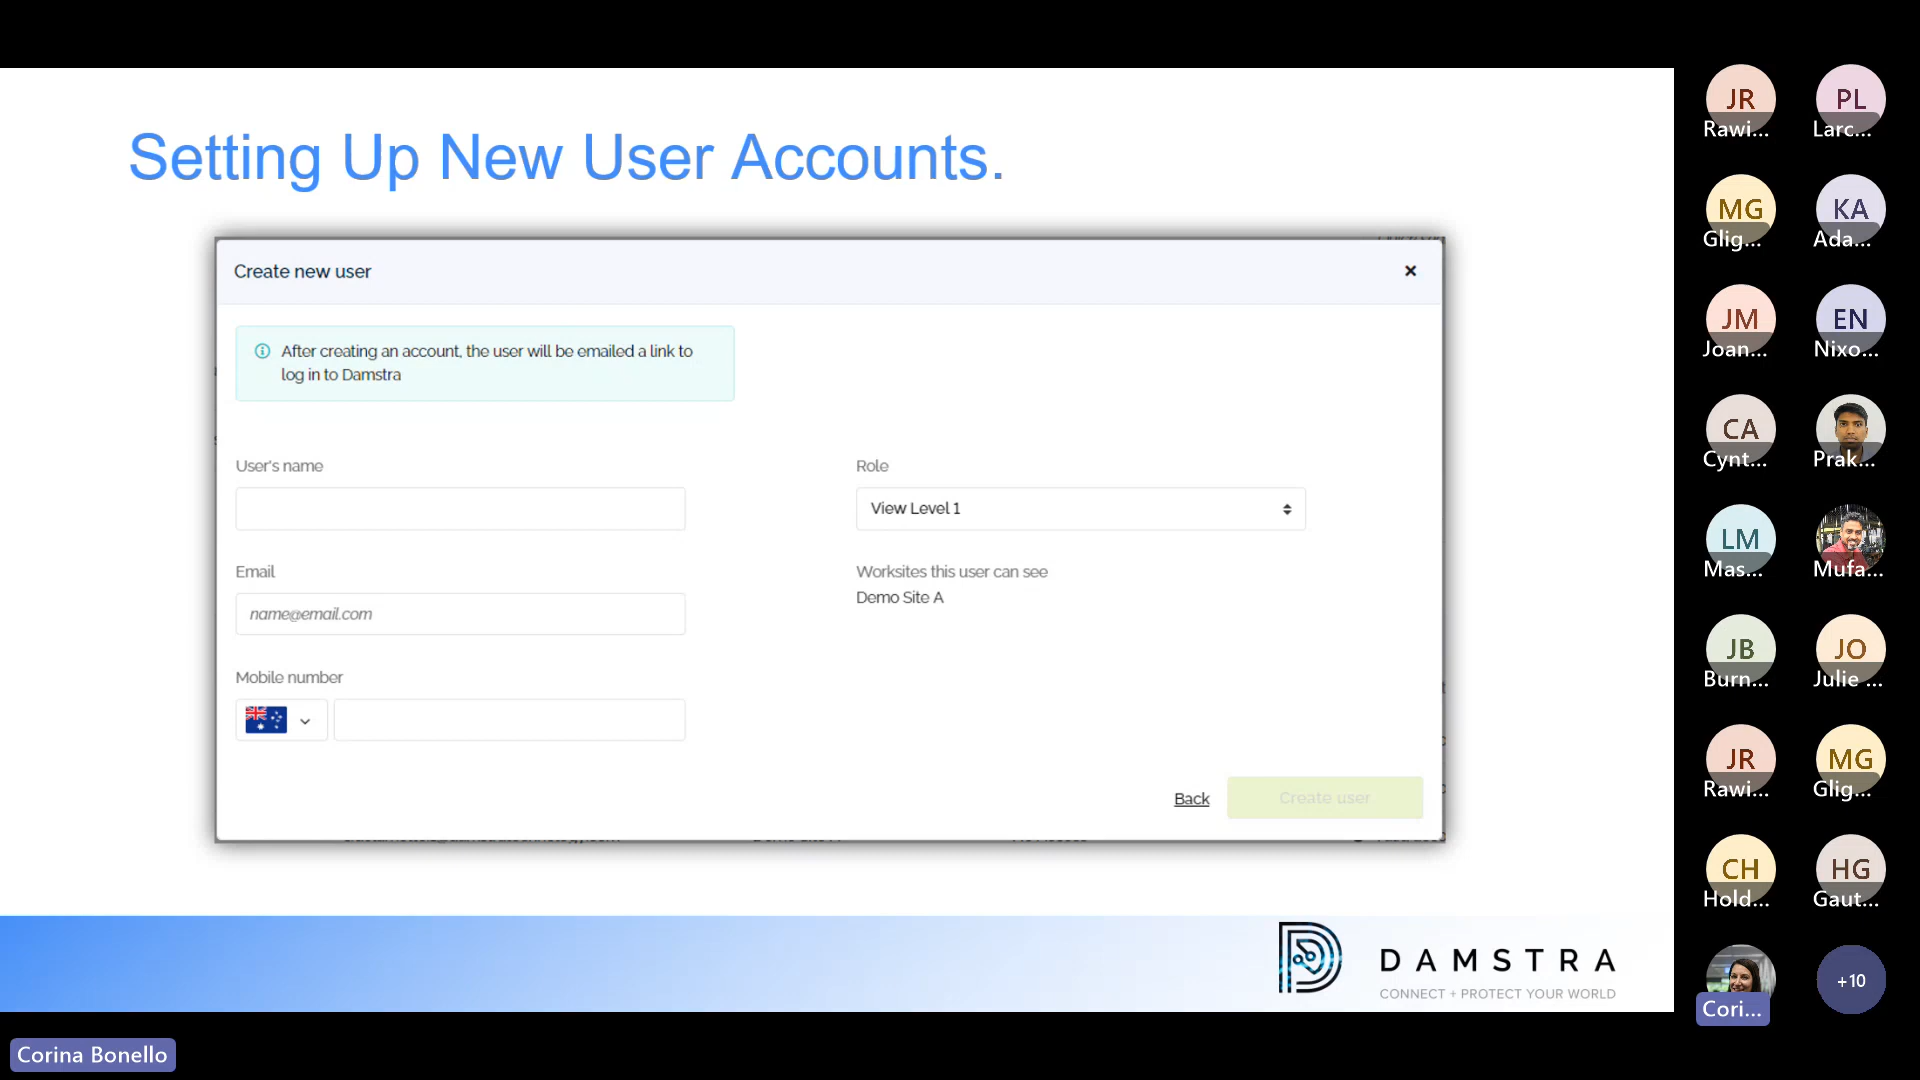 Setting Up New User Accounts.
Create new user
After creating an account, the user will be emailed a link to
log in to Damstra
User's name
Role
View Level 1
Email
name@email.com
Worksites this user can see
Demo Site A
Mobile number
Back
Create user
DAMSTRA
CONNECT + PROTECT YOUR WORLD
Corina Bonello
JR
Rawi...
PL
Larc...
MG
Glig...
KA
Ada...
JM
Joan...
EN
Nixo...
CA
Cynt...
Prak...
LM
Mas...
Mufa...
JB
Burn...
JO
Julie ...
JR
Rawi...
MG
Glig...
CH
Hold...
HG
Gaut...
Cori...
+10